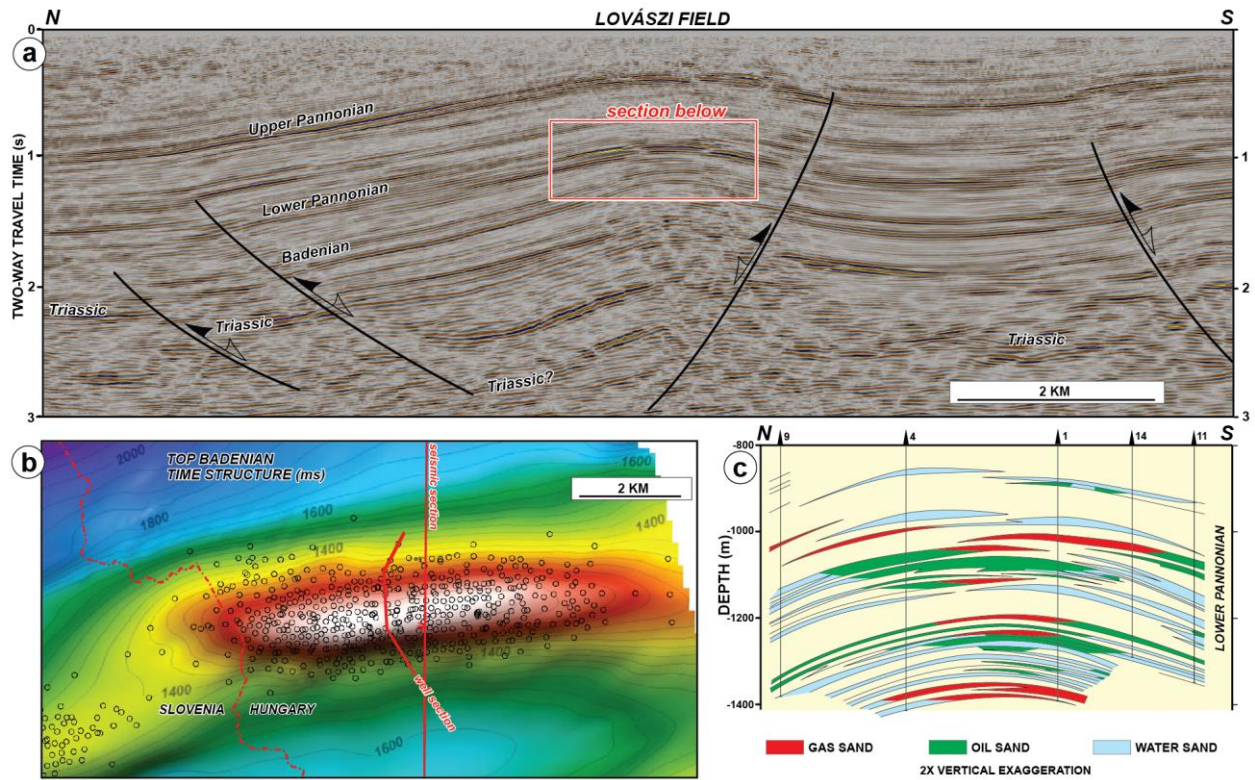 N LOVÁSZI FIELD S
0
a
Upper Pannonian
section below
1 1
Lower Pannonian
Badenian
TWO-WAY TRAVEL TIME (s)
2 2
Triassic
Triassic
Triassic
Triassic?
2 KM
3 3
b
TOP BADENIAN
TIME STRUCTURE (ms)
2000
1800
1600
1400
seismic section
1600
2 KM
1400
1400
1400
SLOVENIA HUNGARY
well section
1600
N 9 4 1 14 11 S
c
-800
-1000
-1200
-1400
DEPTH (m)
LOWER PANNONIAN
GAS SAND OIL SAND WATER SAND
2X VERTICAL EXAGGERATION